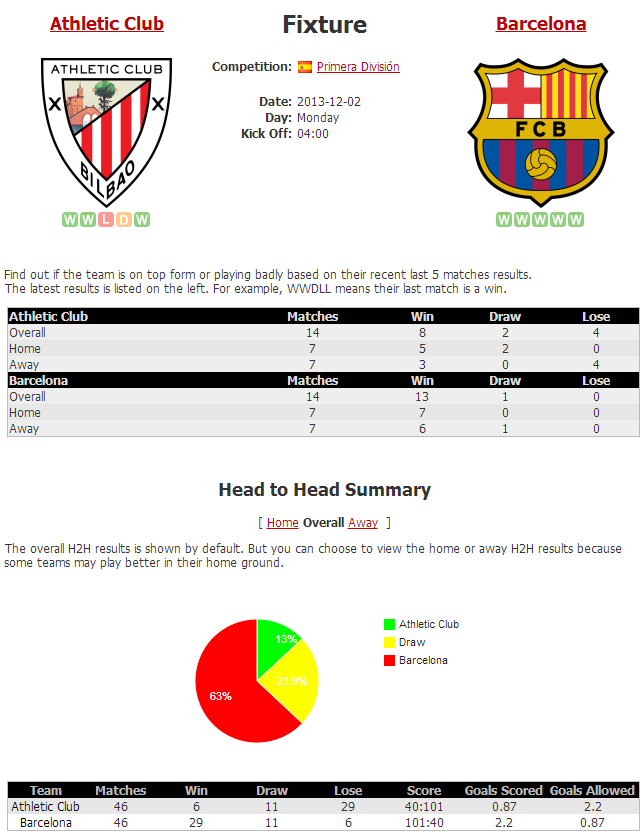 Athletic Club
Fixture
Barcelona
Competition: Primera División
Date: 2013-12-02
Day: Monday
Kick Off: 04:00
ATHLETIC CLUB
BILBAO
FCB
W W L D W
W W W W W
Find out if the team is on top form or playing badly based on their recent last 5 matches results.
The latest results is listed on the left. For example, WWDLL means their last match is a win.
Athletic Club Matches Win Draw Lose
Overall 14 8 2 4
Home 7 5 2 0
Away 7 3 0 4
Barcelona Matches Win Draw Lose
Overall 14 13 1 0
Home 7 7 0 0
Away 7 6 1 0
Head to Head Summary
[ Home Overall Away ]
The overall H2H results is shown by default. But you can choose to view the home or away H2H results because
some teams may play better in their home ground.
13%
23.9%
63%
Athletic Club
Draw
Barcelona
Team Matches Win Draw Lose Score Goals Scored Goals Allowed
Athletic Club 46 6 11 29 40:101 0.87 2.2
Barcelona 46 29 11 6 101:40 2.2 0.87